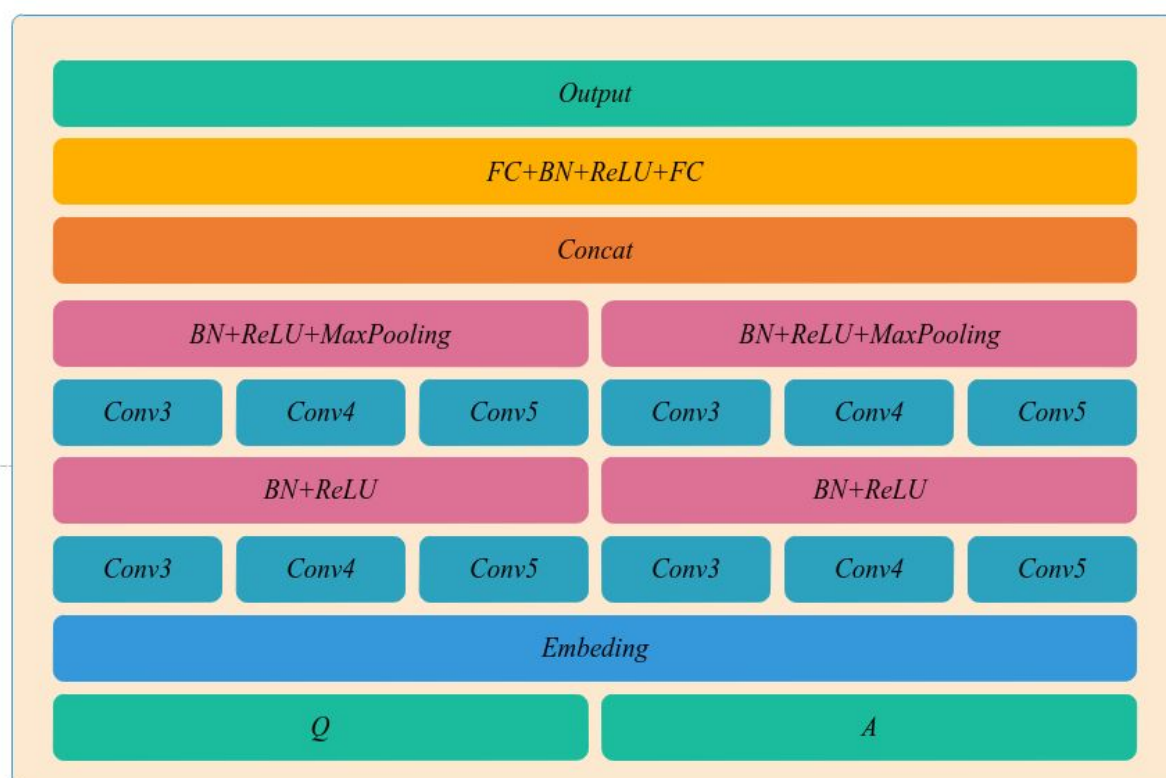 Output
FC+BN+ReLU+FC
Concat
BN+ReLU+MaxPooling BN+ReLU+MaxPooling
Conv3 Conv4 Conv5 Conv3 Conv4 Conv5
BN+ReLU BN+ReLU
Conv3 Conv4 Conv5 Conv3 Conv4 Conv5
Embeding
Q A